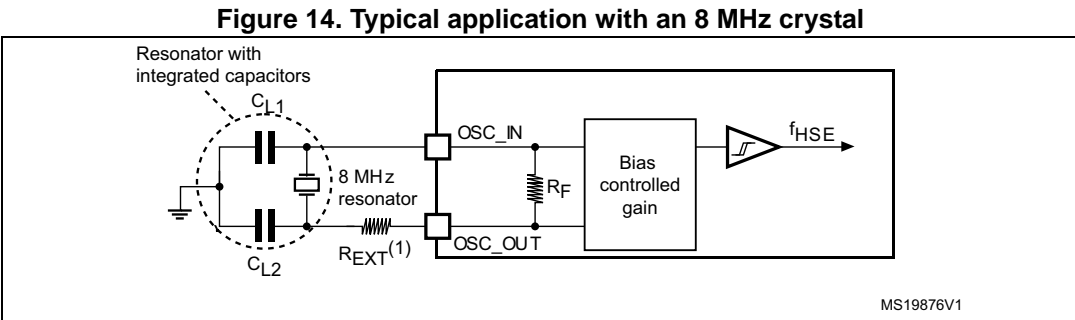 Figure 14. Typical application with an 8 MHz crystal
Resonator with
integrated capacitors
CL1
OSC_IN
fHSE
8 MHz
resonator
RF
Bias
controlled
gain
REXT(1)
OSC_OUT
CL2
MS19876V1